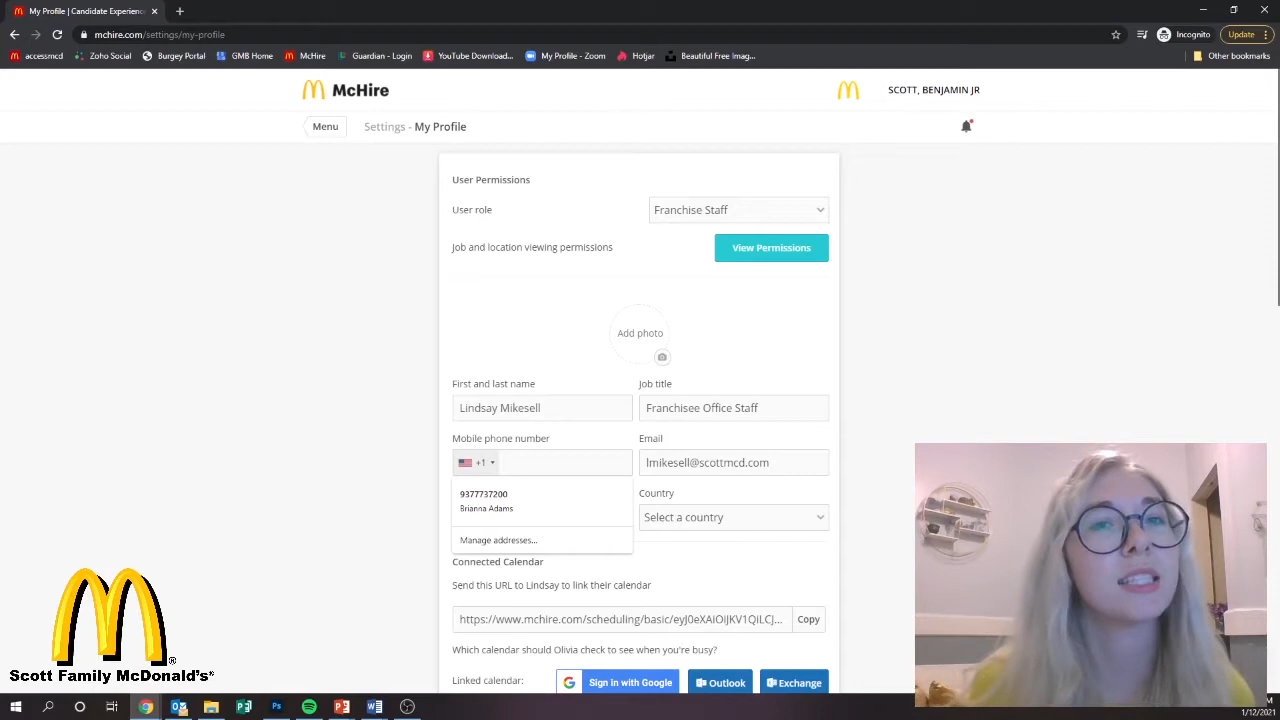 My Profile | Candidate Experienc
mchire.com/settings/my-profile
Incognito
Update
accessmcd
Zoho Social
Burgey Portal
GMB Home
McHire
Guardian - Login
YouTube Downloadin...
My Profile - Zoom
Hotjar
Beautiful Free Imag...
Other bookmarks
McHire
SCOTT, BENJAMIN JR
Menu
Settings - My Profile
User Permissions
User role
Franchise Staff
Job and location viewing permissions
View Permissions
Add photo
First and last name
Job title
Lindsay Mikesell
Franchisee Office Staff
Mobile phone number
Email
+1
lmikesell@scottmcd.com
9377737200
Brianna Adams
Country
Select a country
Manage addresses...
Connected Calendar
Send this URL to Lindsay to link their calendar
https://www.mchire.com/scheduling/basic/eyJ0eXAiOiJKV1QiLCJ...
Copy
Which calendar should Olivia check to see when you're busy?
Linked calendar:
Sign in with Google
Outlook
Exchange
Scott Family McDonald's®
1/12/2021